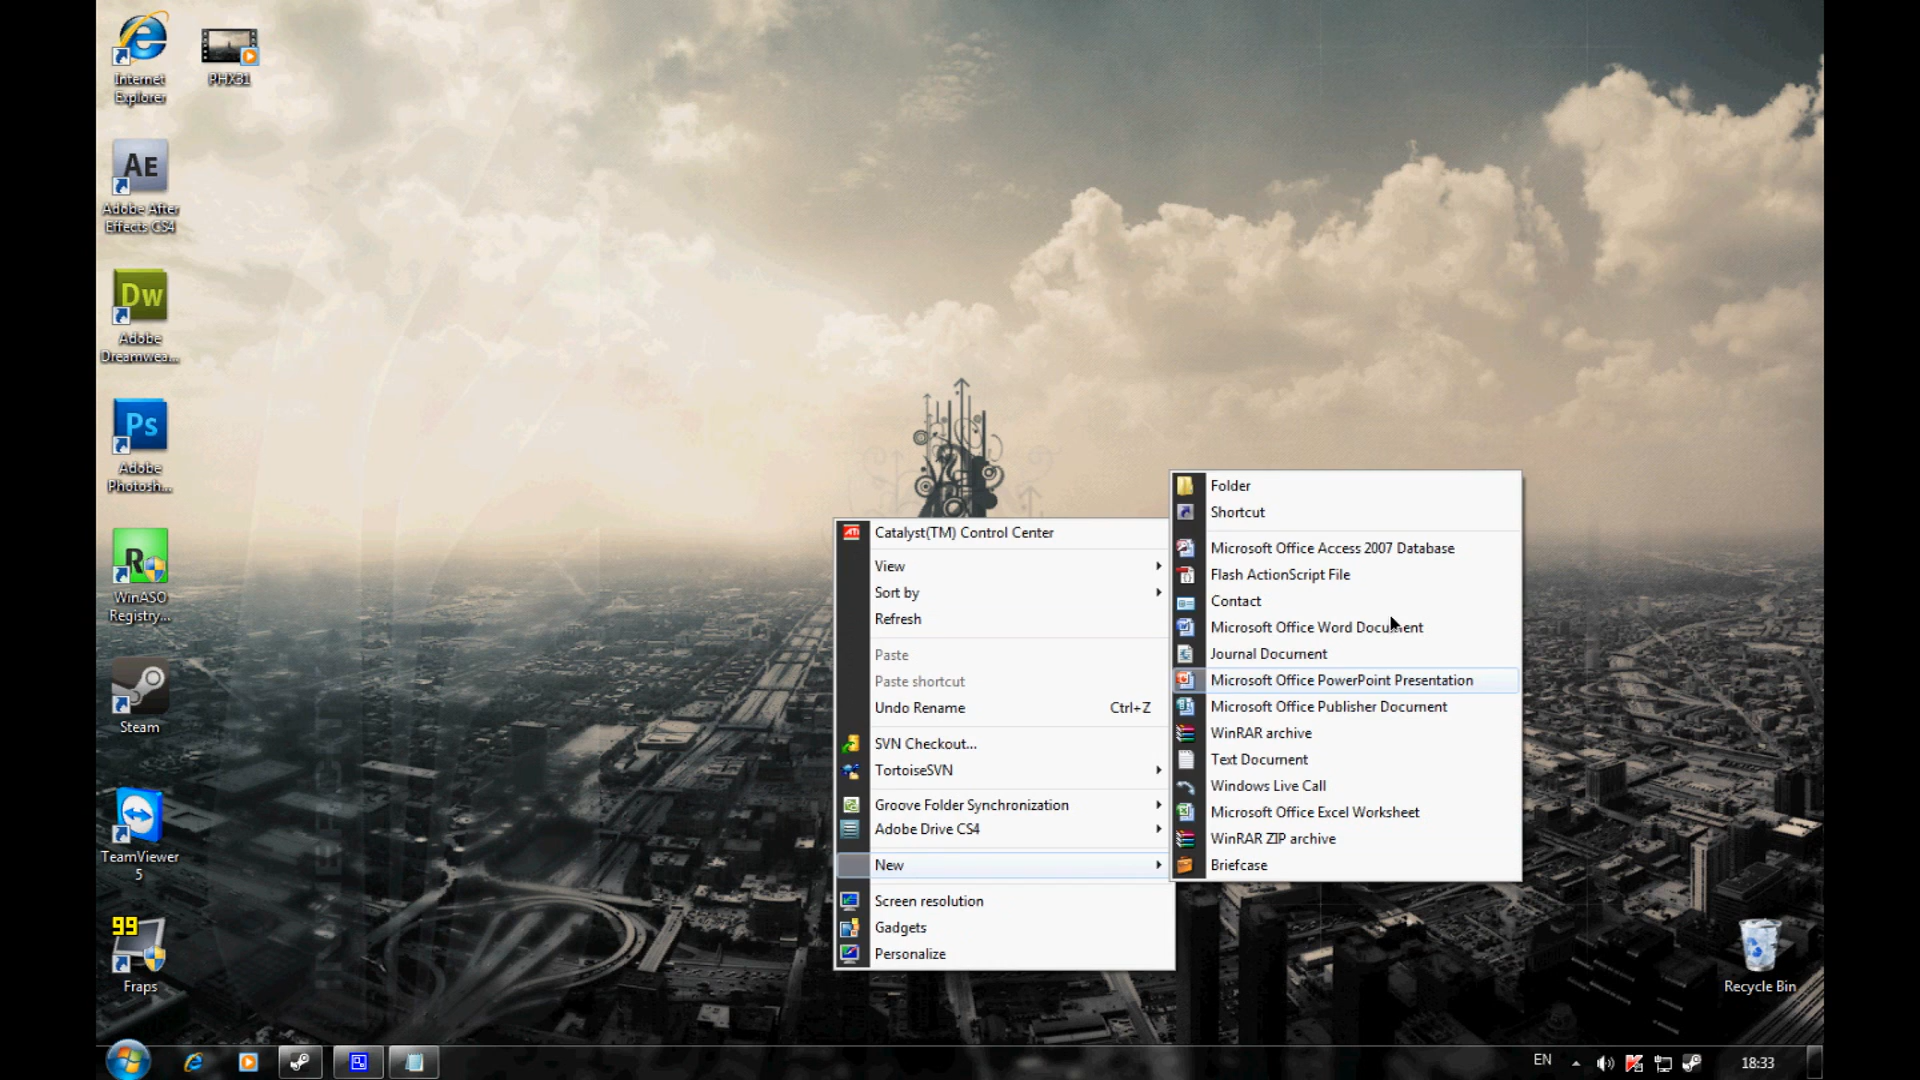 Internet
Explorer
PHX31
AE
Adobe After
Effects CS4
Dw
Adobe
Dreamwea...
Ps
Adobe
Photosh...
R
WinASO
Registry...
Steam
TeamViewer
5
99
Fraps
Catalyst(TM) Control Center
View
Sort by
Refresh
Paste
Paste shortcut
Undo Rename Ctrl+Z
SVN Checkout...
TortoiseSVN
Groove Folder Synchronization
Adobe Drive CS4
New
Screen resolution
Gadgets
Personalize
Folder
Shortcut
Microsoft Office Access 2007 Database
Flash ActionScript File
Contact
Microsoft Office Word Document
Journal Document
Microsoft Office PowerPoint Presentation
Microsoft Office Publisher Document
WinRAR archive
Text Document
Windows Live Call
Microsoft Office Excel Worksheet
WinRAR ZIP archive
Briefcase
Recycle Bin
EN
18:33